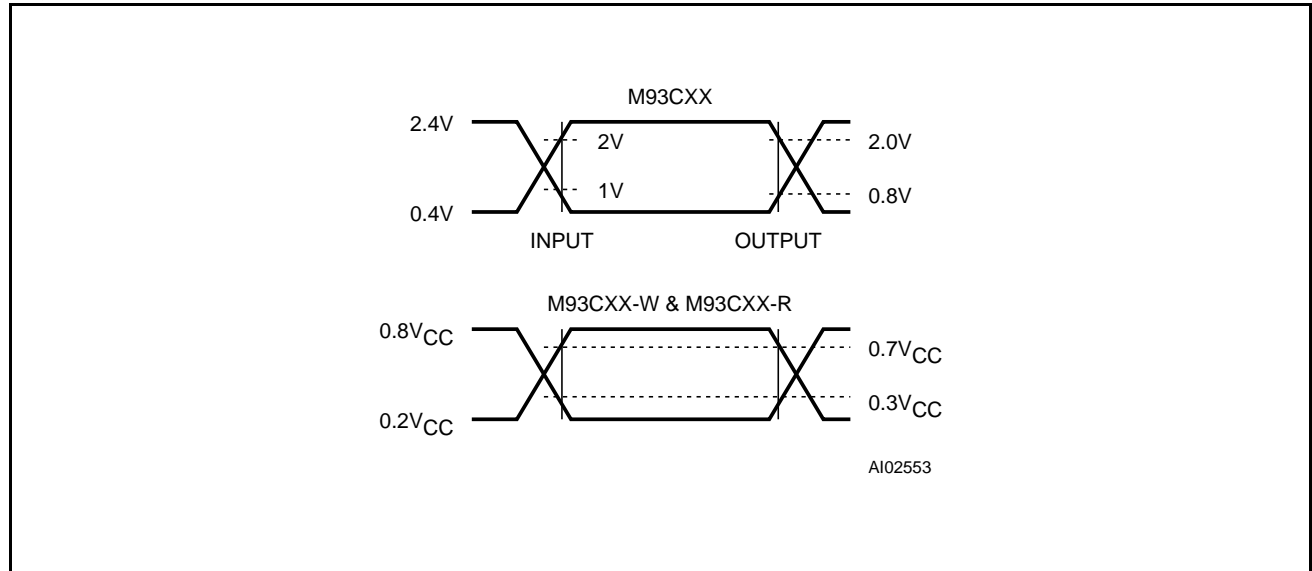 M93CXX
2.4V
2V
2.0V
1V
0.8V
0.4V
INPUT
OUTPUT
M93CXX-W & M93CXX-R
0.8VCC
0.7VCC
0.3VCC
0.2VCC
AI02553